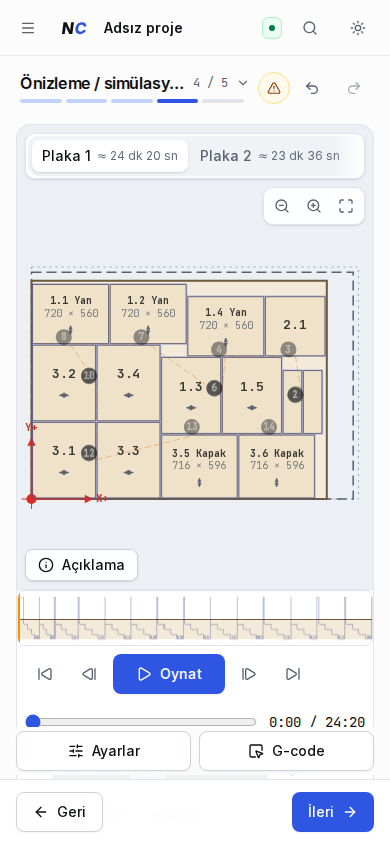 NC Adsız proje
Önizleme / simülasy... 4 / 5
Plaka 1 ≈ 24 dk 20 sn Plaka 2 ≈ 23 dk 36 sn
1.1 Yan
720 × 560
8
1.2 Yan
720 × 560
7
1.4 Yan
720 × 560
4
2.1
3
3.2
10
3.4
1.3
6
1.5
2
13
14
Y+
3.1
12
3.3
3.5 Kapak
716 × 596
3.6 Kapak
716 × 596
X+
Açıklama
Oynat
0:00 / 24:20
Ayarlar
G-code
Geri
İleri